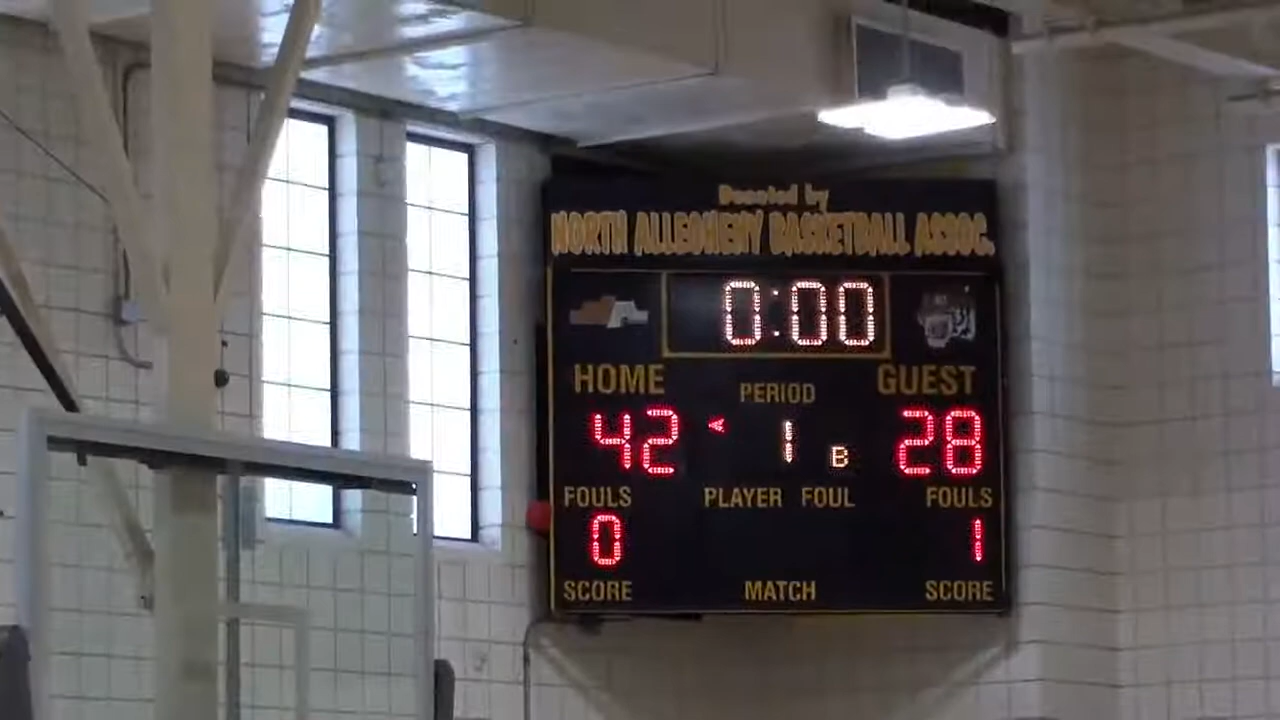 Donated by
NORTH ALLEGHENY BASKETBALL ASSOC.
0:00
HOME PERIOD GUEST
42 1 B 28
FOULS PLAYER FOUL FOULS
0 1
SCORE MATCH SCORE